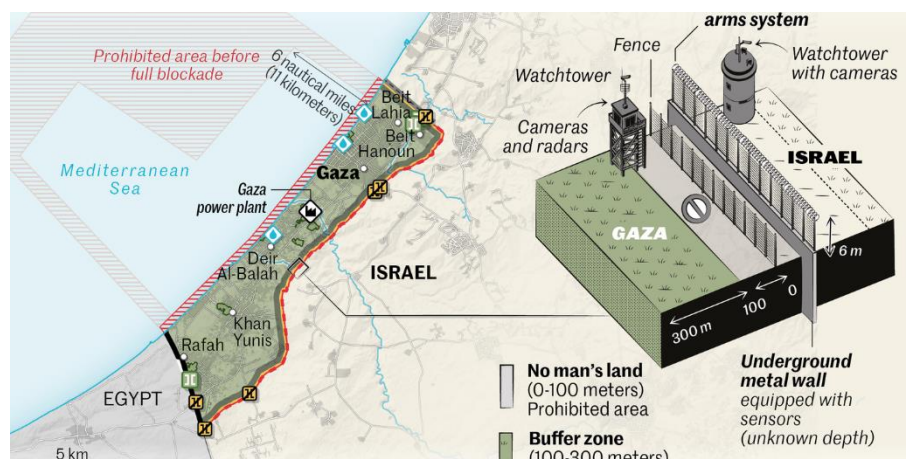 Prohibited area before
full blockade
6 nautical miles
(11 kilometers)
Mediterranean
Sea
Beit
Lahia
Beit
Hanoun
Gaza
Gaza
power plant
Deir
Al-Balah
ISRAEL
Khan
Yunis
Rafah
EGYPT
5 km
arms system
Fence
Watchtower
Watchtower
with cameras
Cameras
and radars
ISRAEL
GAZA
6 m
0
100
300 m
No man's land
(0-100 meters)
Prohibited area
Buffer zone
(100-300 meters)
Underground
metal wall
equipped with
sensors
(unknown depth)